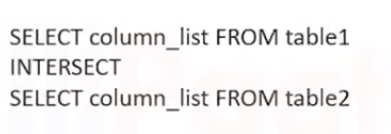 SELECT column_list FROM table1
INTERSECT
SELECT column_list FROM table2